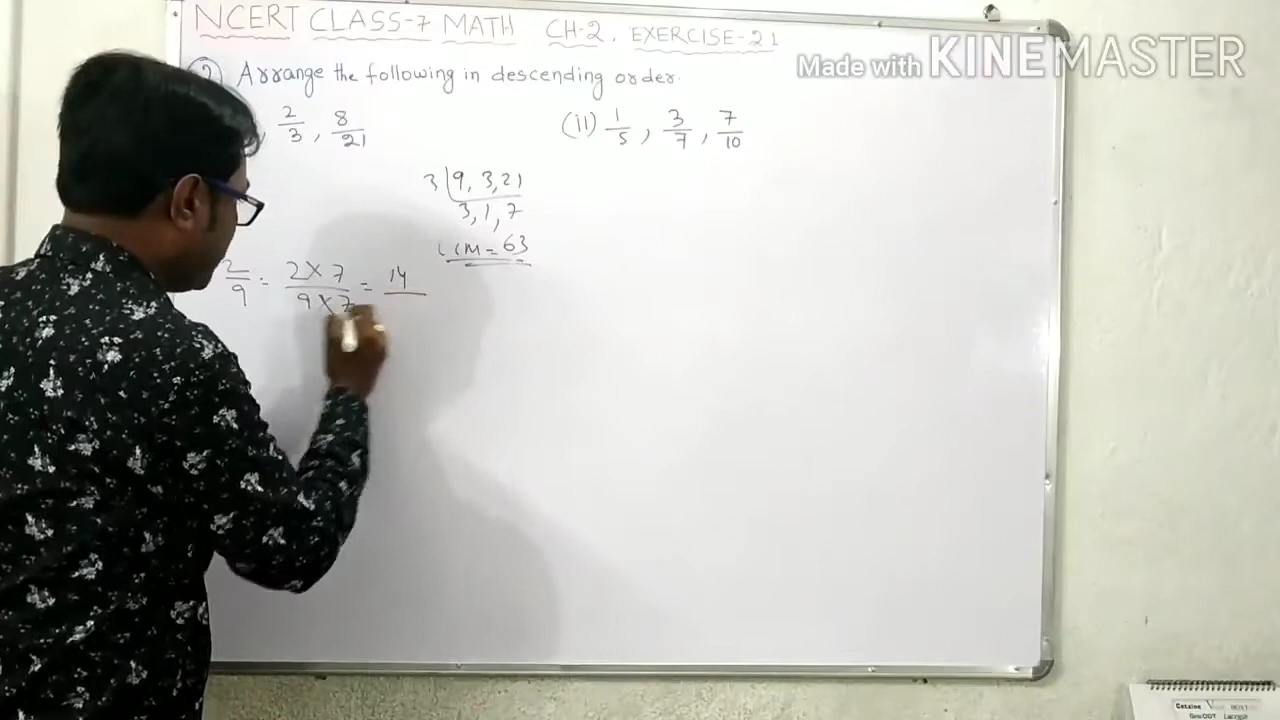 NCERT CLASS-7 MATH CH-2, EXERCISE-2.1
Made with KINEMASTER
② Arrange the following in descending order.
, 2/3, 8/21
(ii) 1/5, 3/7, 7/10
3 | 9, 3, 21
3, 1, 7
LCM = 63
2/9 = 2×7/9×7 = 14